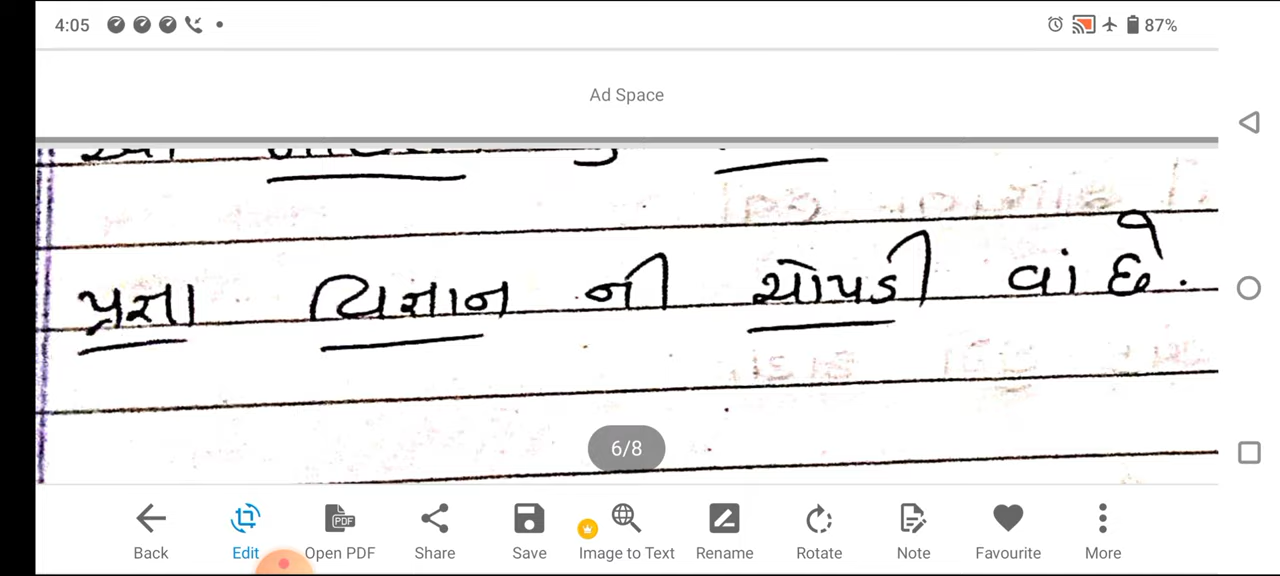 4:05 87%
Ad Space
પ્રજ્ઞા વિજ્ઞાન ની ચોપડી વાંછે.
6/8
Back Edit Open PDF Share Save Image to Text Rename Rotate Note Favourite More